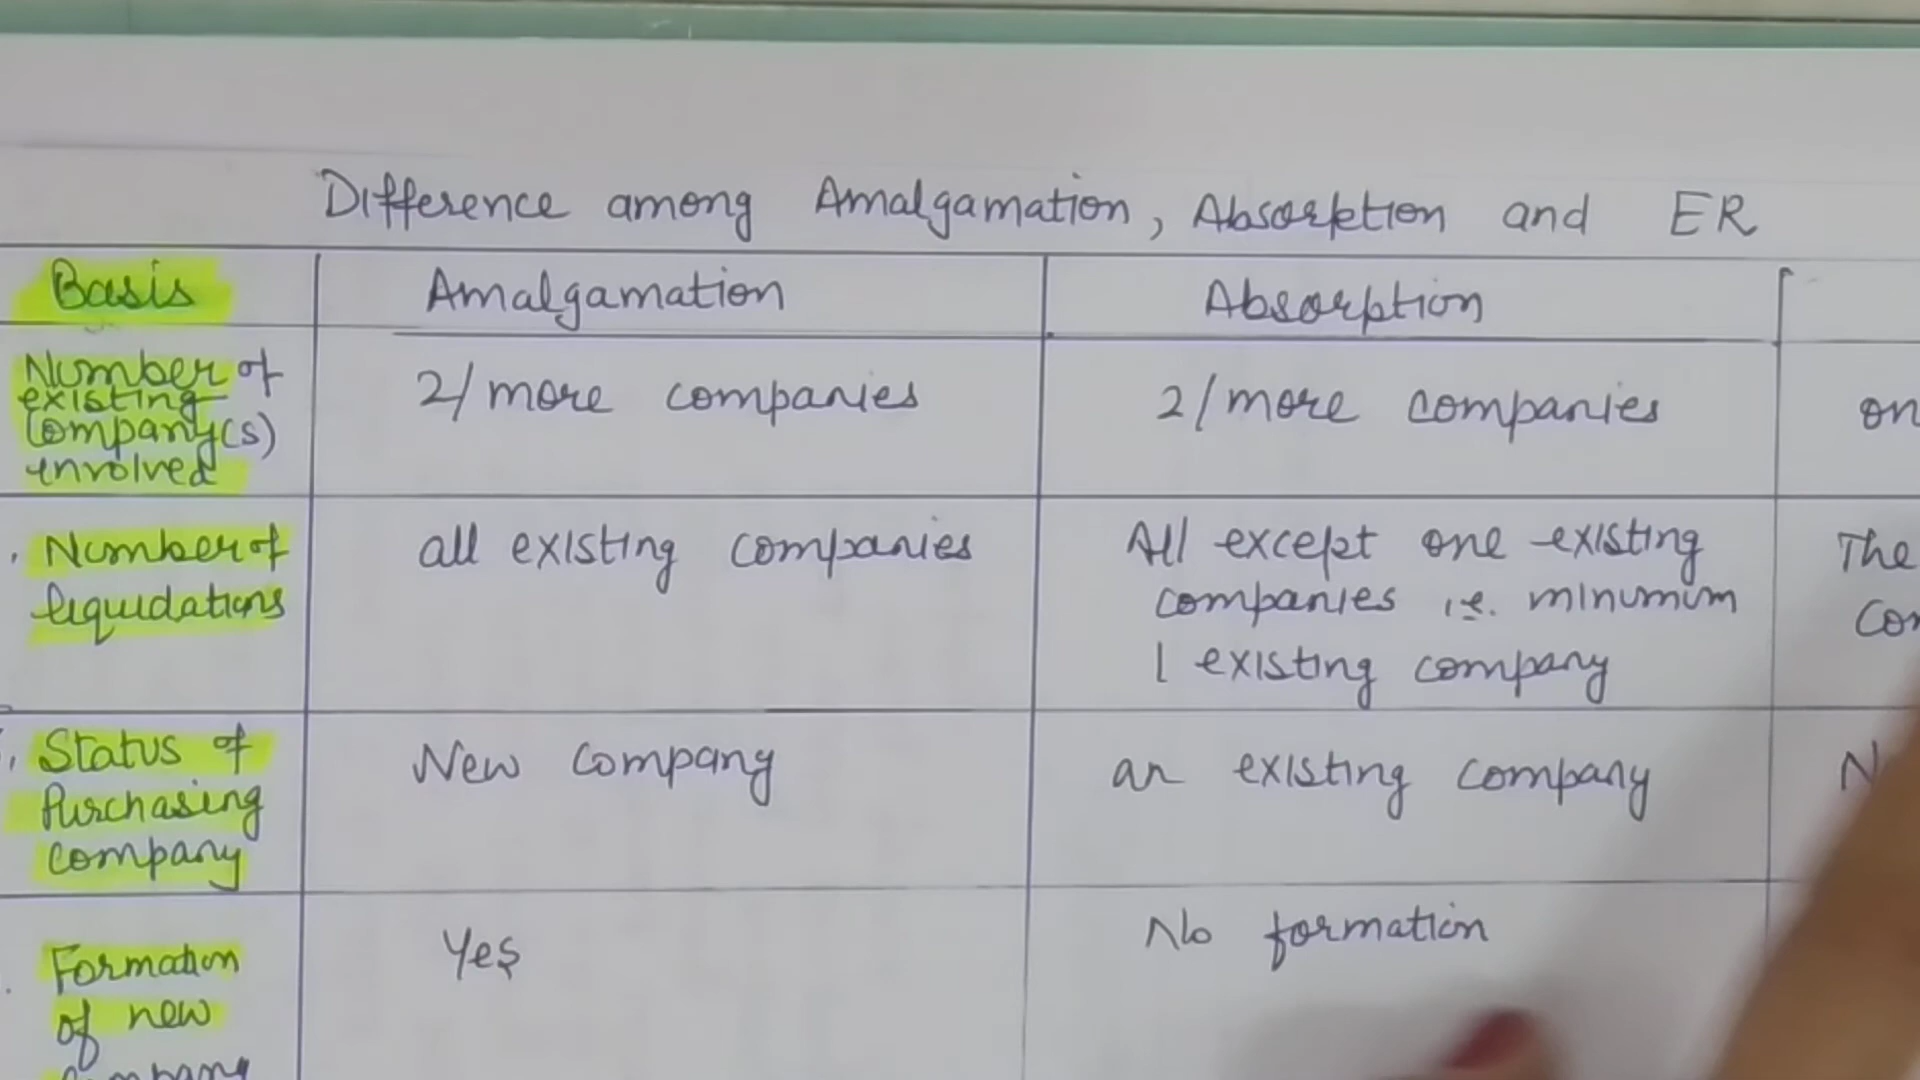 Difference among Amalgamation, Absorption and ER
Basis
Amalgamation
Absorption
Number of
existing
Company(s)
involved
2/more companies
2/more companies
Number of
liquidations
all existing companies
All except one existing
companies i.e. minimum
1 existing company
The
Status of
Purchasing
company
New Company
an existing company
Formation
of new
Yes
No formation